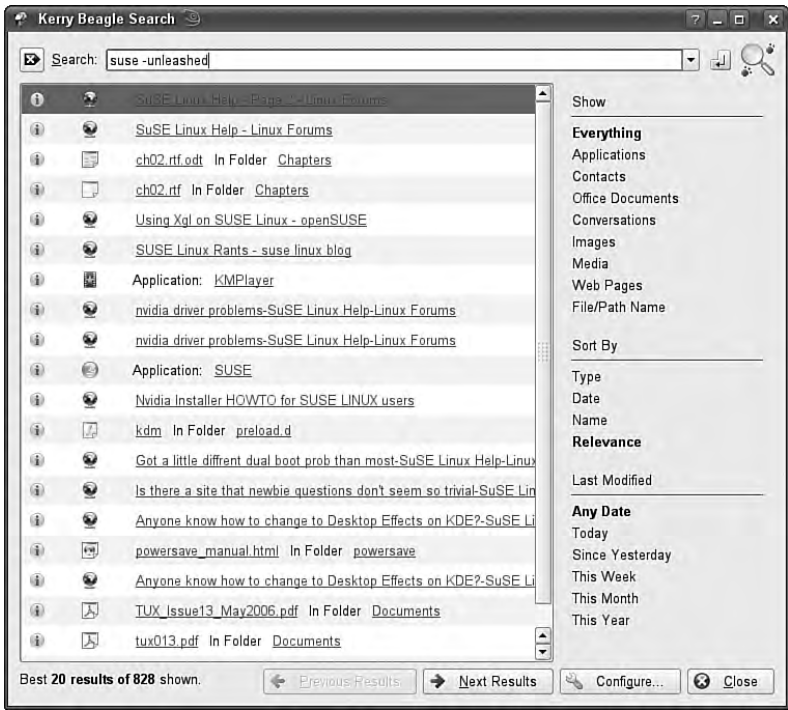 Kerry Beagle Search
Search: suse -unleashed
SuSE Linux Help - Page 2 - Linux Forums
SuSE Linux Help - Linux Forums
ch02.rtf.odt In Folder Chapters
ch02.rtf In Folder Chapters
Using Xgl on SUSE Linux - openSUSE
SUSE Linux Rants - suse linux blog
Application: KMPlayer
nvidia driver problems-SuSE Linux Help-Linux Forums
nvidia driver problems-SuSE Linux Help-Linux Forums
Application: SUSE
Nvidia Installer HOWTO for SUSE LINUX users
kdm In Folder preload.d
Got a little diffrent dual boot prob than most-SuSE Linux Help-Linux
Is there a site that newbie questions don't seem so trivial-SuSE Lin
Anyone know how to change to Desktop Effects on KDE?-SuSE Li
powersave_manual.html In Folder powersave
Anyone know how to change to Desktop Effects on KDE?-SuSE Li
TUX_Issue13_May2006.pdf In Folder Documents
tux013.pdf In Folder Documents
Show
Everything
Applications
Contacts
Office Documents
Conversations
Images
Media
Web Pages
File/Path Name
Sort By
Type
Date
Name
Relevance
Last Modified
Any Date
Today
Since Yesterday
This Week
This Month
This Year
Best 20 results of 828 shown.
Previous Results
Next Results
Configure...
Close